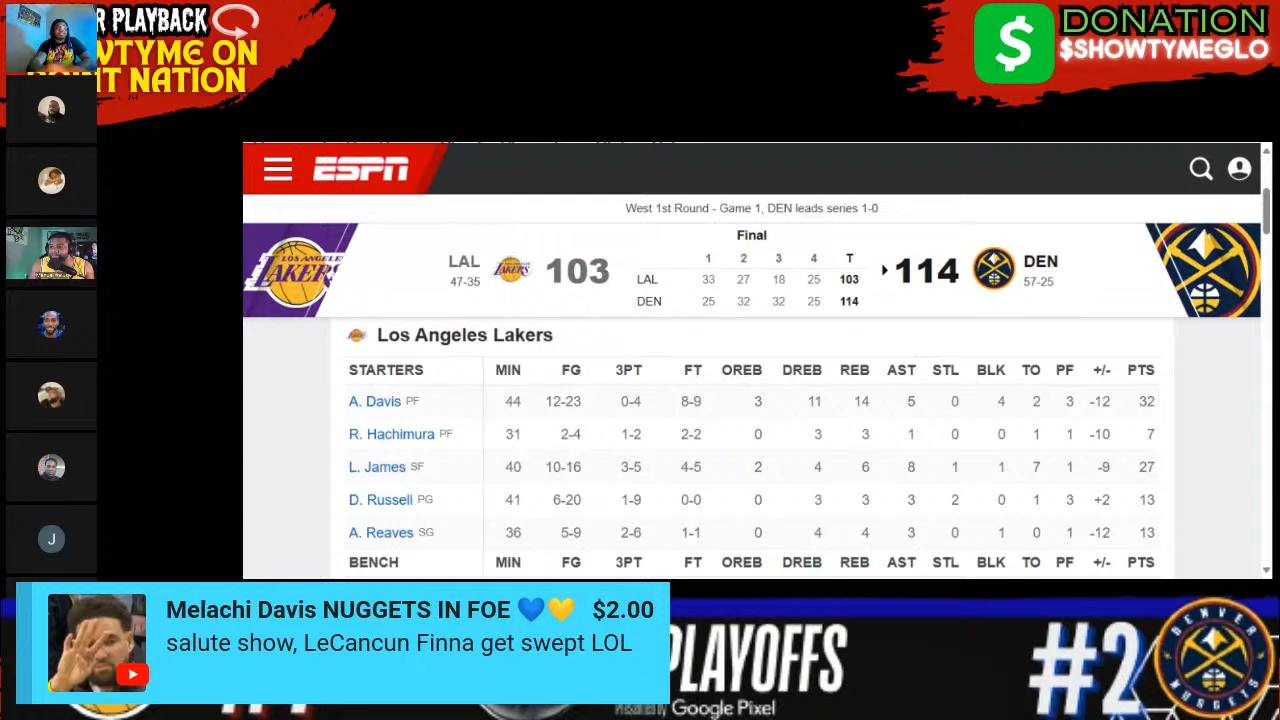 R PLAYBACK
WTYME ON
INT NATION
$
DONATION
$SHOWTYMEGLO
ESPN
West 1st Round - Game 1, DEN leads series 1-0
LOS ANGELES
LAKERS
LAL
47-35
LAKERS
103
Final
1 2 3 4 T
LAL 33 27 18 25 103
DEN 25 32 32 25 114
114
DEN
57-25
Los Angeles Lakers
STARTERS MIN FG 3PT FT OREB DREB REB AST STL BLK TO PF +/- PTS
A. Davis PF 44 12-23 0-4 8-9 3 11 14 5 0 4 2 3 -12 32
R. Hachimura PF 31 2-4 1-2 2-2 0 3 3 1 0 0 1 1 -10 7
L. James SF 40 10-16 3-5 4-5 2 4 6 8 1 1 7 1 -9 27
D. Russell PG 41 6-20 1-9 0-0 0 3 3 3 2 0 1 3 +2 13
A. Reaves SG 36 5-9 2-6 1-1 0 4 4 3 0 1 0 1 -12 13
BENCH MIN FG 3PT FT OREB DREB REB AST STL BLK TO PF +/- PTS
J
Melachi Davis NUGGETS IN FOE 💙💛 $2.00
salute show, LeCancun Finna get swept LOL
PLAYOFFS
Google Pixel
#2
DENVER
NUGGETS